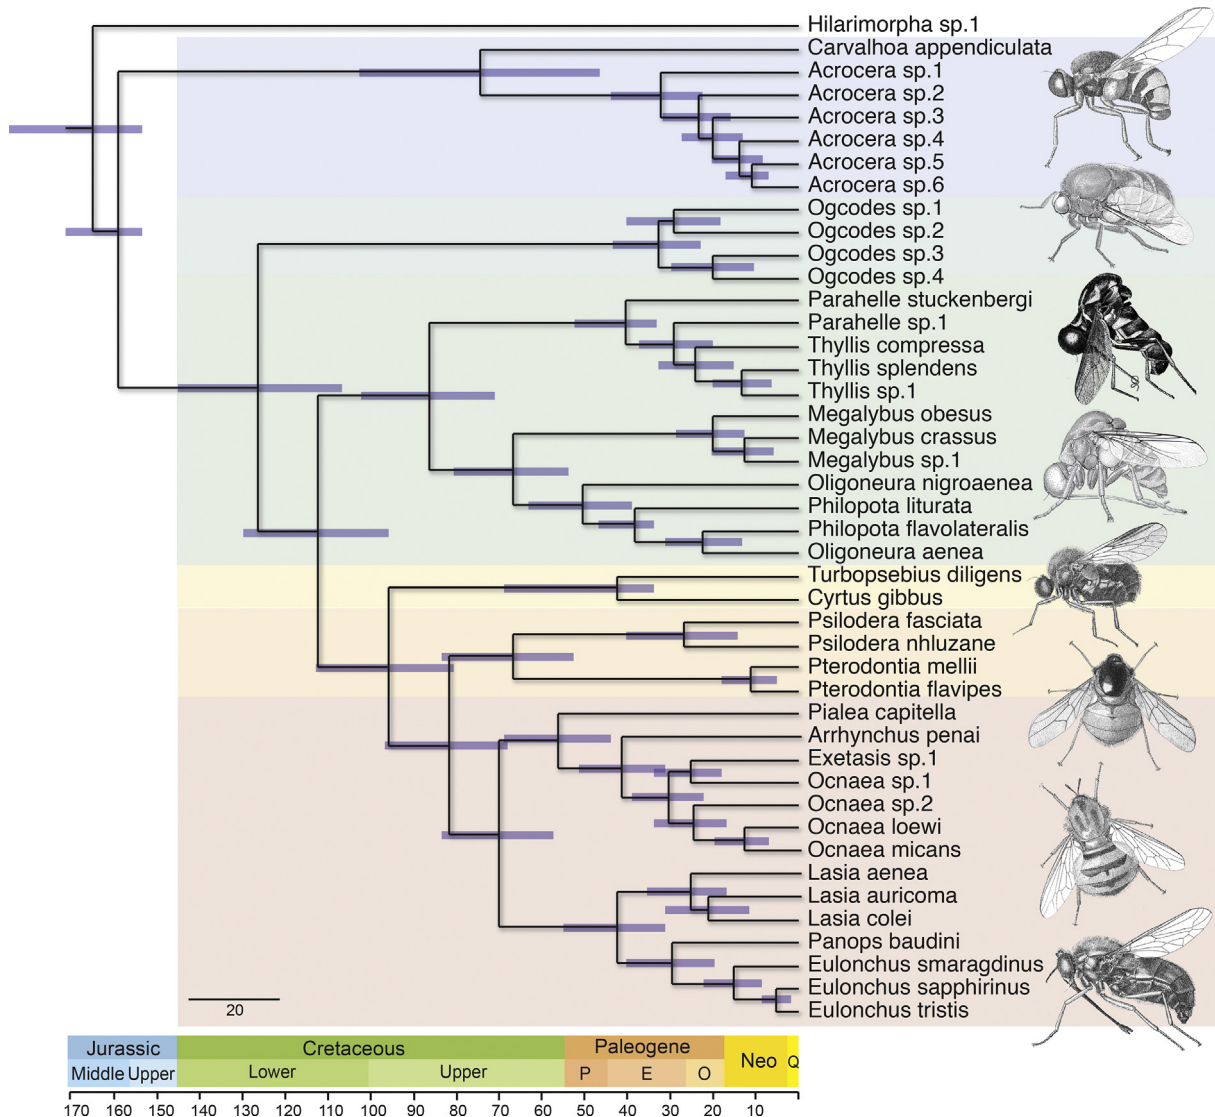 Hilarimorpha sp.1
Carvalhoa appendiculata
Acrocera sp.1
Acrocera sp.2
Acrocera sp.3
Acrocera sp.4
Acrocera sp.5
Acrocera sp.6
Ogcodes sp.1
Ogcodes sp.2
Ogcodes sp.3
Ogcodes sp.4
Parahelle stuckenbergi
Parahelle sp.1
Thyllis compressa
Thyllis splendens
Thyllis sp.1
Megalybus obesus
Megalybus crassus
Megalybus sp.1
Oligoneura nigroaenea
Philopota liturata
Philopota flavolateralis
Oligoneura aenea
Turbopsebius diligens
Cyrtus gibbus
Psilodera fasciata
Psilodera nhluzane
Pterodontia mellii
Pterodontia flavipes
Pialea capitella
Arrhynchus penai
Exetasis sp.1
Ocnaea sp.1
Ocnaea sp.2
Ocnaea loewi
Ocnaea micans
Lasia aenea
Lasia auricoma
Lasia colei
Panops baudini
Eulonchus smaragdinus
Eulonchus sapphirinus
Eulonchus tristis
20
Jurassic Cretaceous Paleogene Neo Q
Middle Upper Lower Upper P E O
170 160 150 140 130 120 110 100 90 80 70 60 50 40 30 20 10